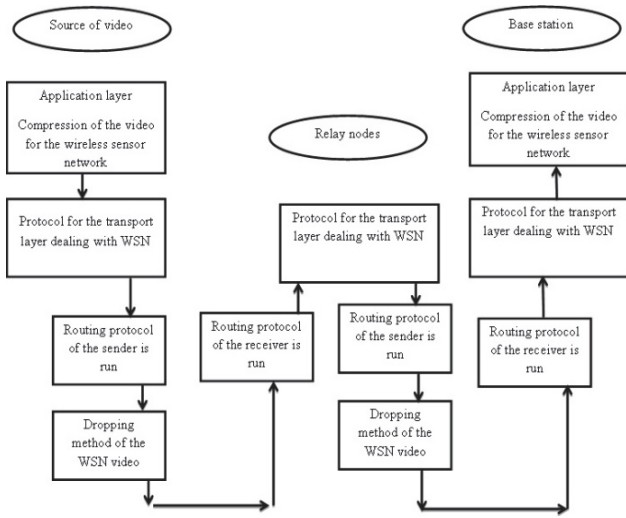 Source of video
Application layer
Compression of the video
for the wireless sensor
network
Protocol for the transport
layer dealing with WSN
Routing protocol
of the sender is
run
Dropping
method of the
WSN video
Relay nodes
Routing protocol
of the receiver is
run
Protocol for the transport
layer dealing with WSN
Routing protocol
of the sender is
run
Dropping
method of the
WSN video
Base station
Application layer
Compression of the video
for the wireless sensor
network
Protocol for the transport
layer dealing with WSN
Routing protocol
of the receiver is
run